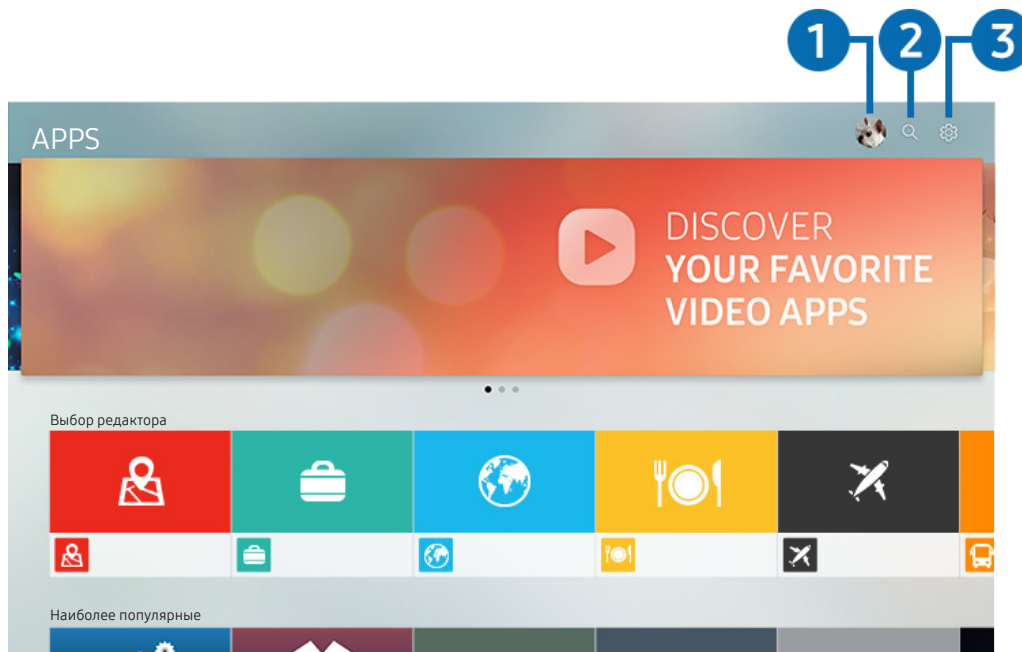 1 2 3
APPS
DISCOVER
YOUR FAVORITE
VIDEO APPS
Выбор редактора
Наиболее популярные